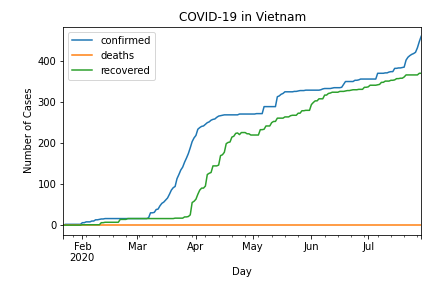 COVID-19 in Vietnam
confirmed
deaths
recovered
Number of Cases
400
300
200
100
0
Feb Mar Apr May Jun Jul
2020
Day